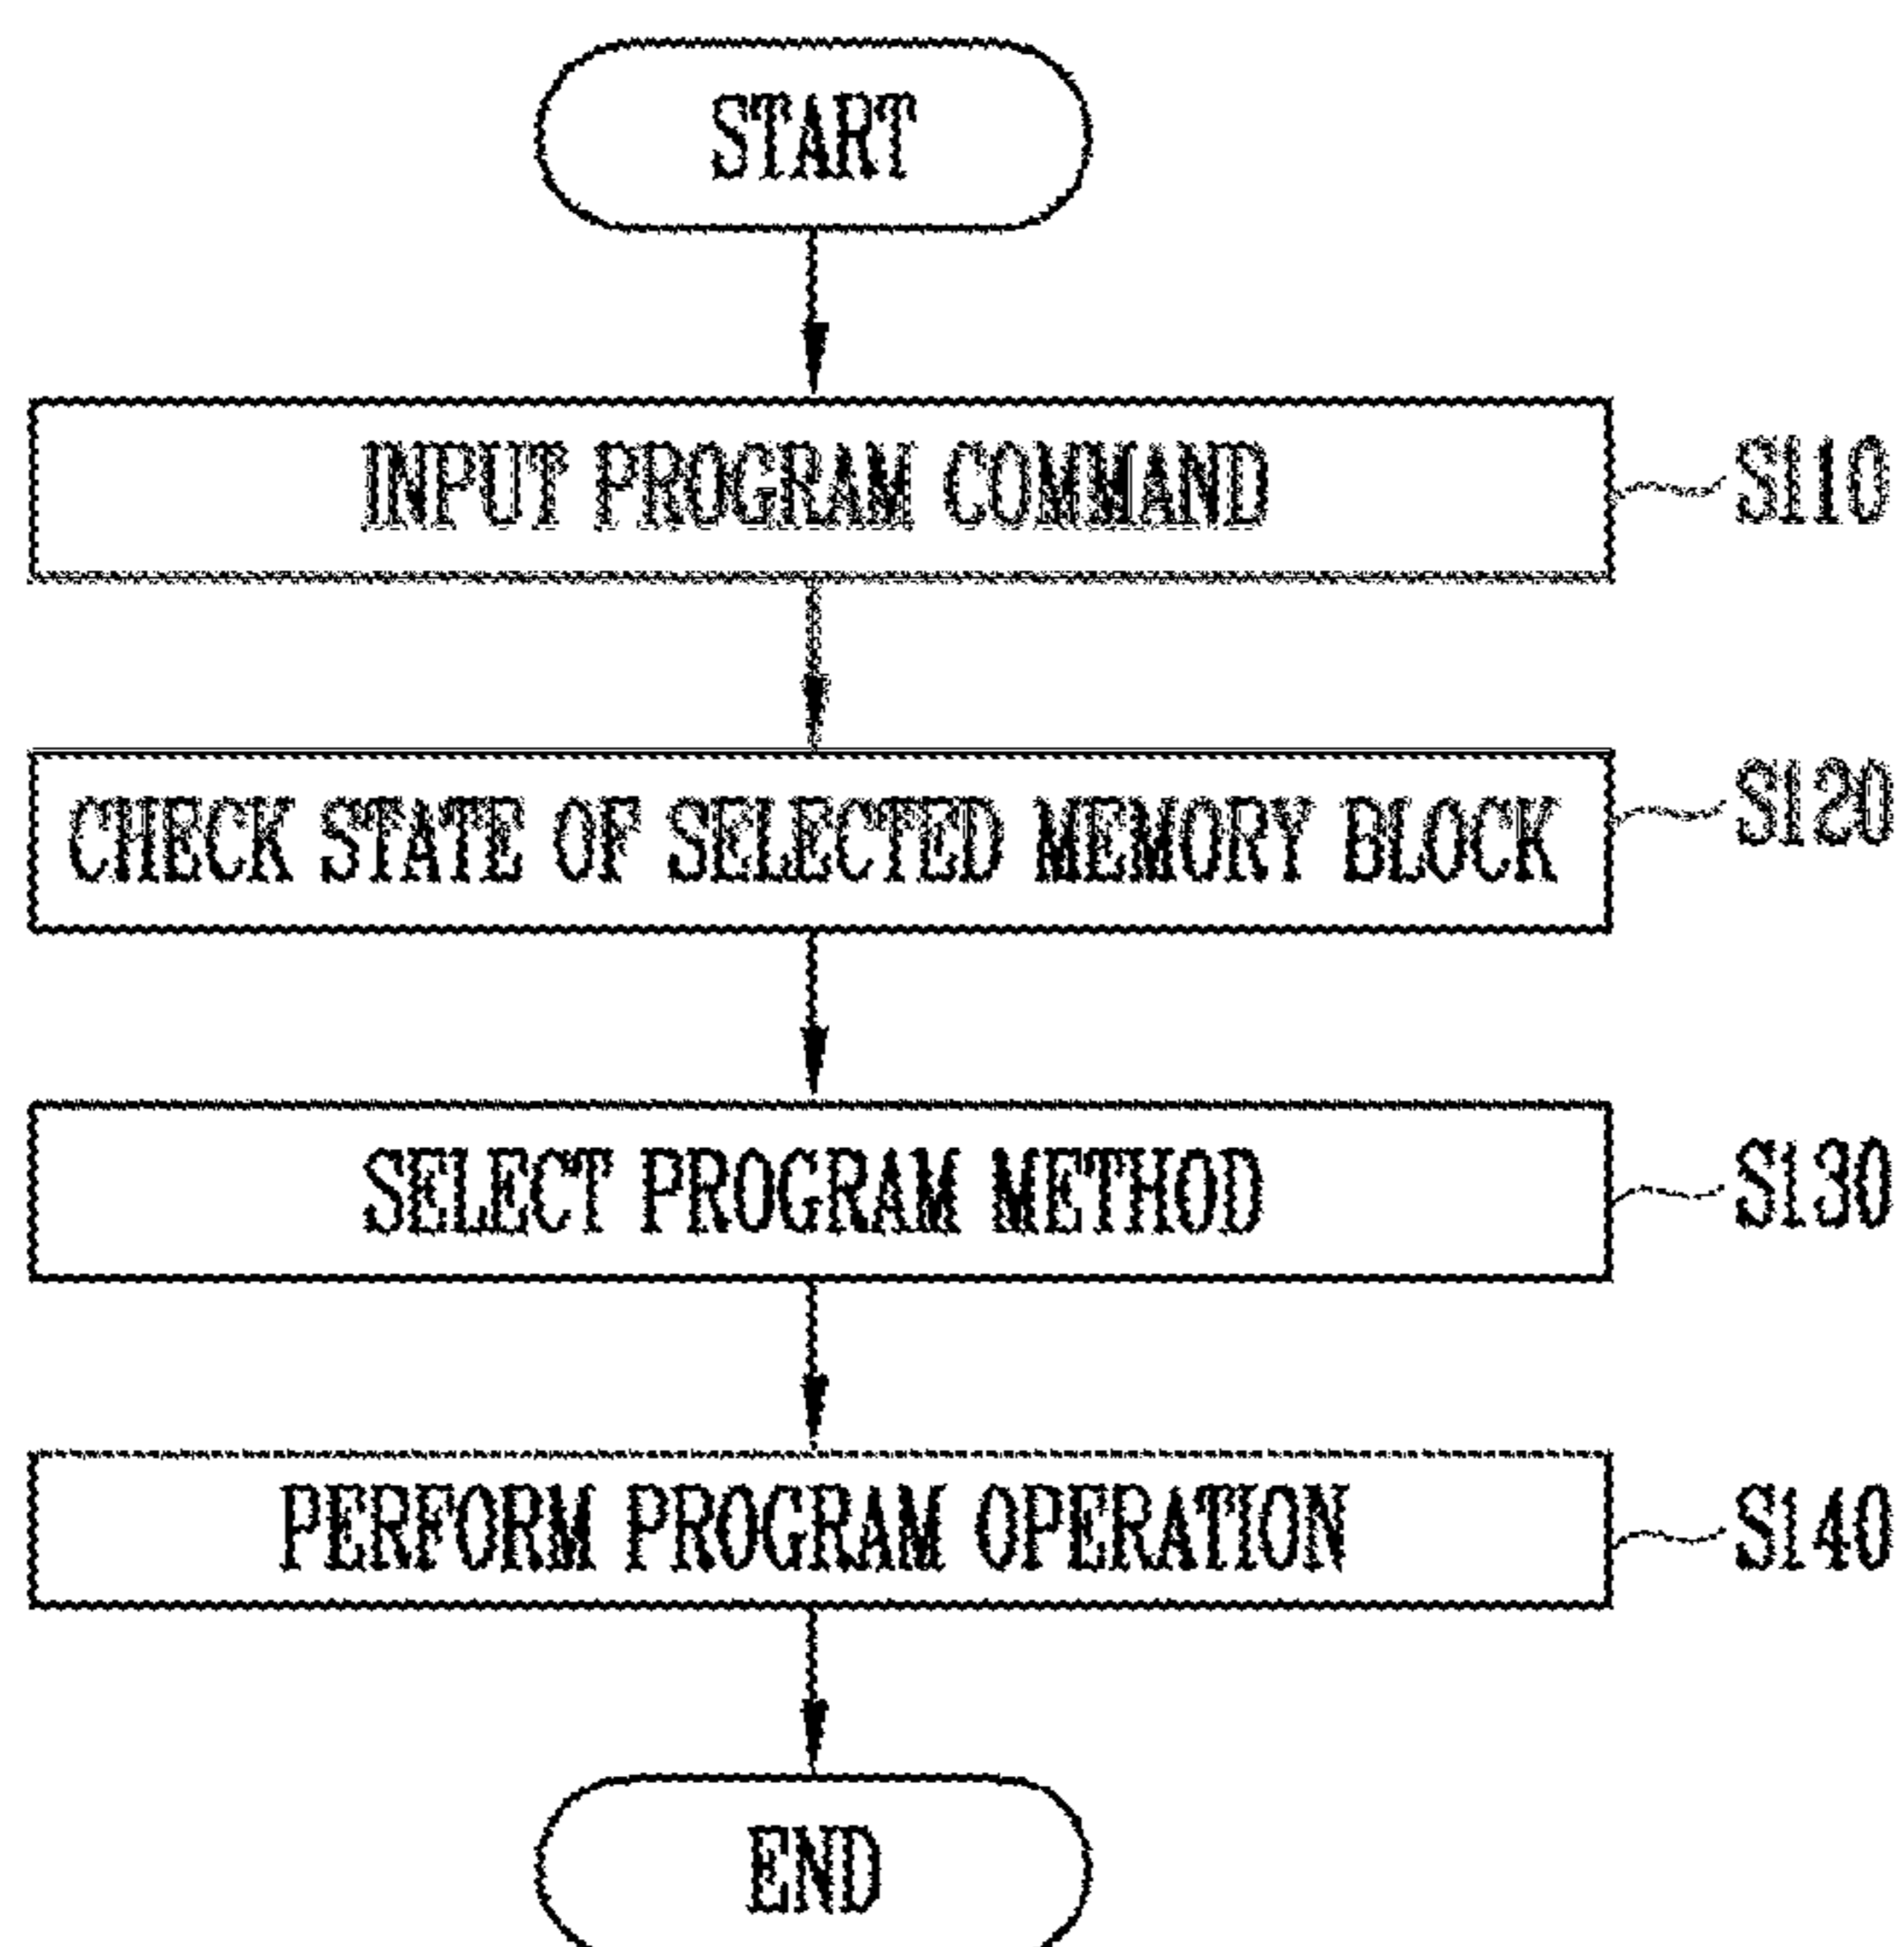 START
INPUT PROGRAM COMMAND
S110
CHECK STATE OF SELECTED MEMORY BLOCK
S120
SELECT PROGRAM METHOD
S130
PERFORM PROGRAM OPERATION
S140
END